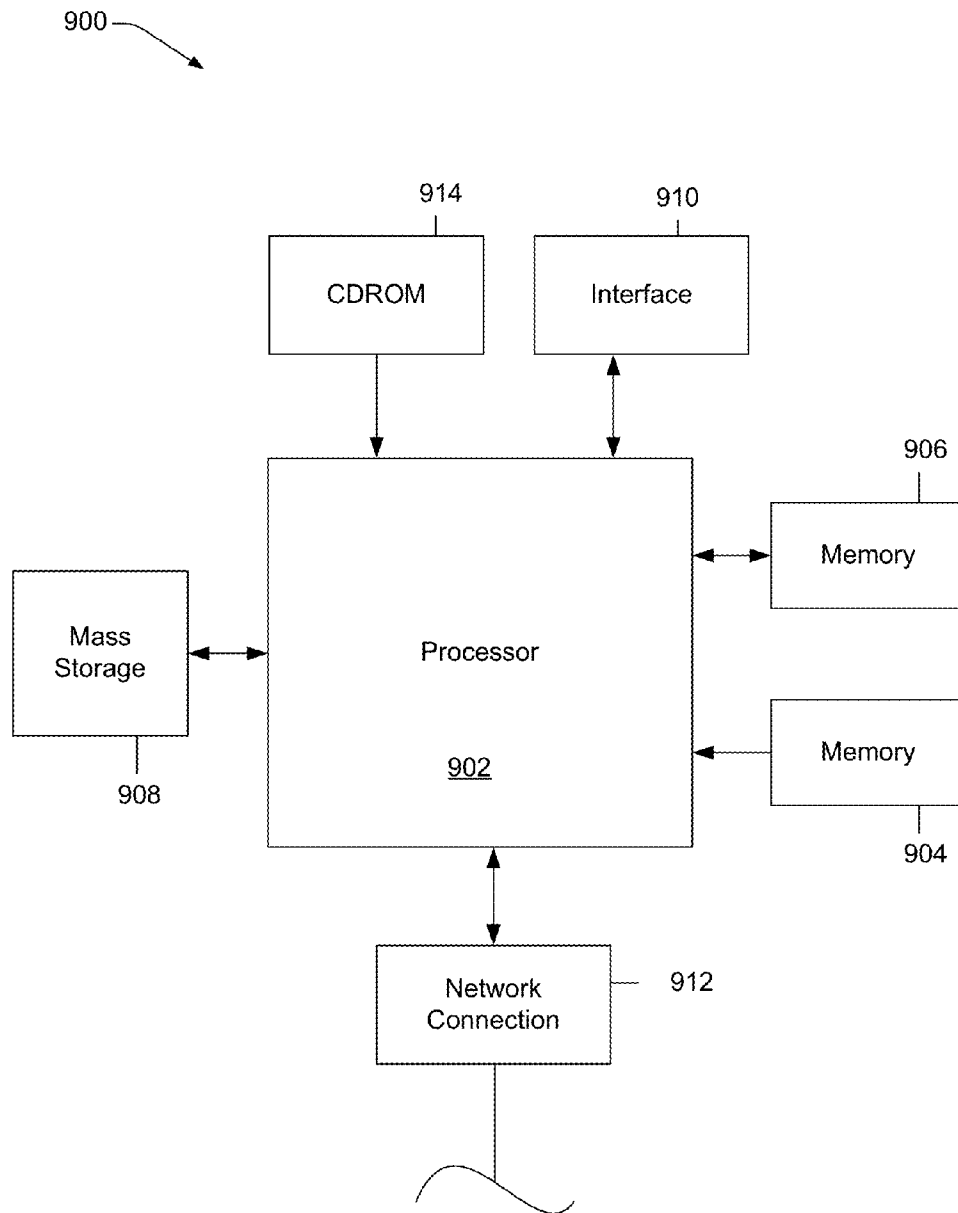 900
914
910
CDROM
Interface
906
Memory
Mass
Storage
908
Processor
902
Memory
904
Network
Connection
912